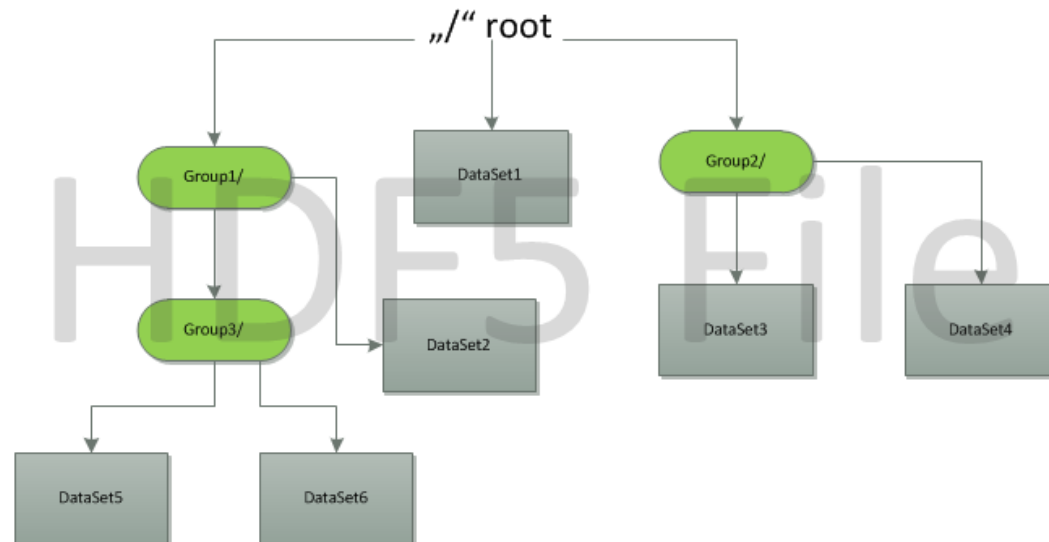 „/“ root
Group1/
DataSet1
Group2/
HDF5 File
Group3/
DataSet2
DataSet3
DataSet4
DataSet5
DataSet6